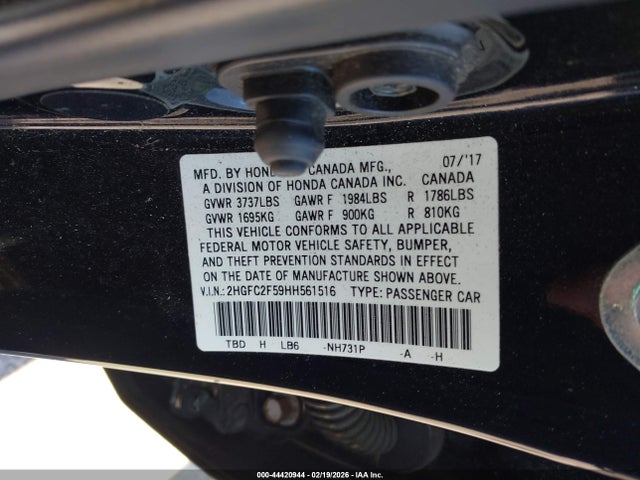 MFD. BY HOND CANADA MFG., 07/'17
A DIVISION OF HONDA CANADA INC. CANADA
GVWR 3737LBS GAWR F 1984LBS R 1786LBS
GVWR 1695KG GAWR F 900KG R 810KG
THIS VEHICLE CONFORMS TO ALL APPLICABLE
FEDERAL MOTOR VEHICLE SAFETY, BUMPER,
AND THEFT PREVENTION STANDARDS IN EFFECT
ON THE DATE OF MANUFACTURE SHOWN ABOVE.
V.I.N.: 2HGFC2F59HH561516 TYPE: PASSENGER CAR
TBD H LB6 -NH731P -A -H
000-44420944 - 02/19/2026 - IAA Inc.